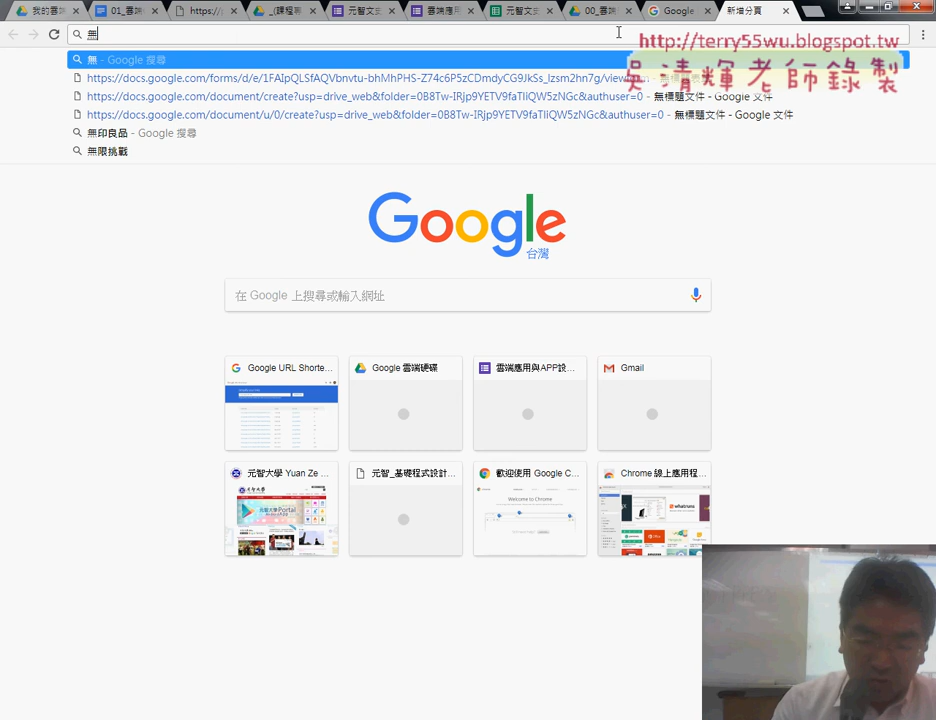 我的雲端
01_雲端
https:/
_(課程
元智文史
雲端應用
元智文史
00_雲端
Google
新增分頁
無
http://terry55wu.blogspot.tw
吳清輝老師錄製
無 - Google 搜尋
https://docs.google.com/forms/d/e/1FAIpQLSfAQVbnvtu-bhMhPHS-Z74c6P5zCDmdyCG9JkSs_lzsm2hn7g/view
https://docs.google.com/document/create?usp=drive_web&folder=0B8Tw-IRjp9YETV9faTliQW5zNGc&authuser=0 - 無標題文件 - Google 文件
https://docs.google.com/document/u/0/create?usp=drive_web&folder=0B8Tw-IRjp9YETV9faTliQW5zNGc&authuser=0 - 無標題文件 - Google 文件
無印良品 - Google 搜尋
無限挑戰
Google
台灣
在 Google 上搜尋或輸入網址
Google URL Shorte...
Google 雲端硬碟
雲端應用與APP設...
Gmail
元智大學 Yuan Ze ...
元智_基礎程式設計...
歡迎使用 Google C...
Chrome 線上應用程...
Welcome to Chrome